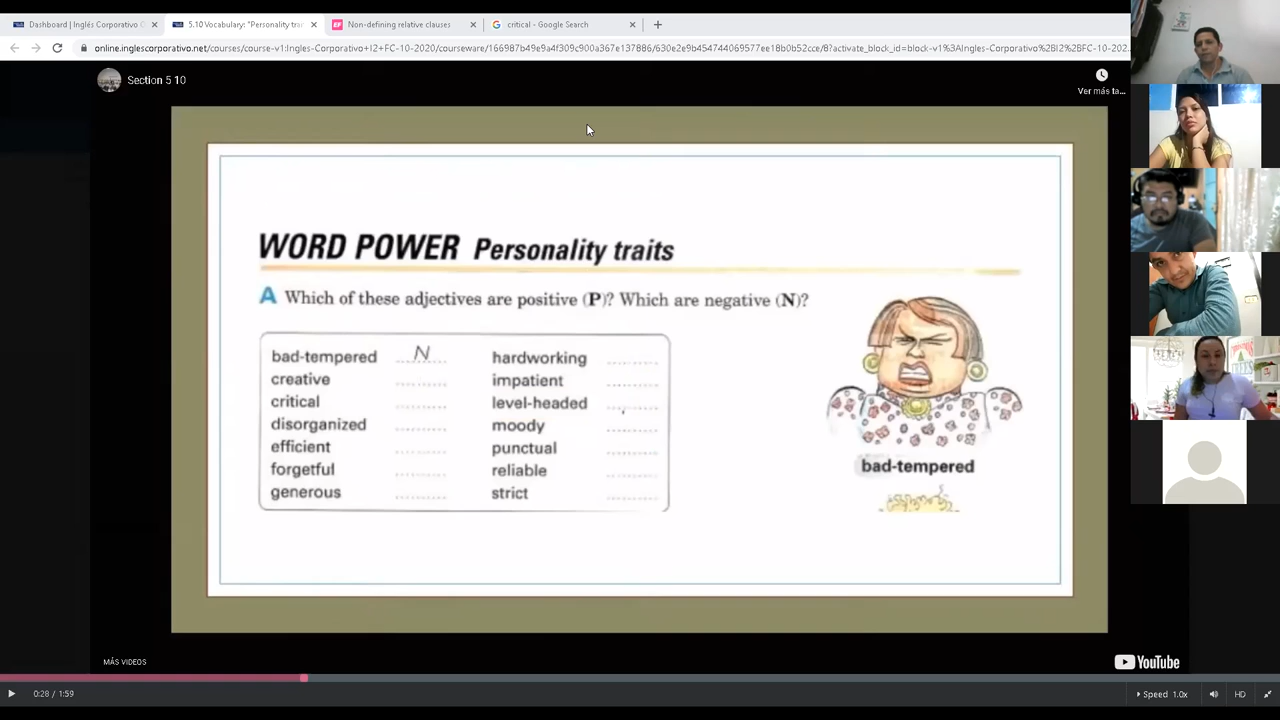 Dashboard | Inglés Corporativo
5.10 Vocabulary: "Personality trai
Non-defining relative clauses
critical - Google Search
Section 5 10
Ver más ta...
WORD POWER Personality traits
A Which of these adjectives are positive (P)? Which are negative (N)?
bad-tempered N hardworking
creative impatient
critical level-headed
disorganized moody
efficient punctual
forgetful reliable
generous strict
bad-tempered
MÁS VIDEOS
YouTube
0:28 / 1:59
Speed 1.0x
HD